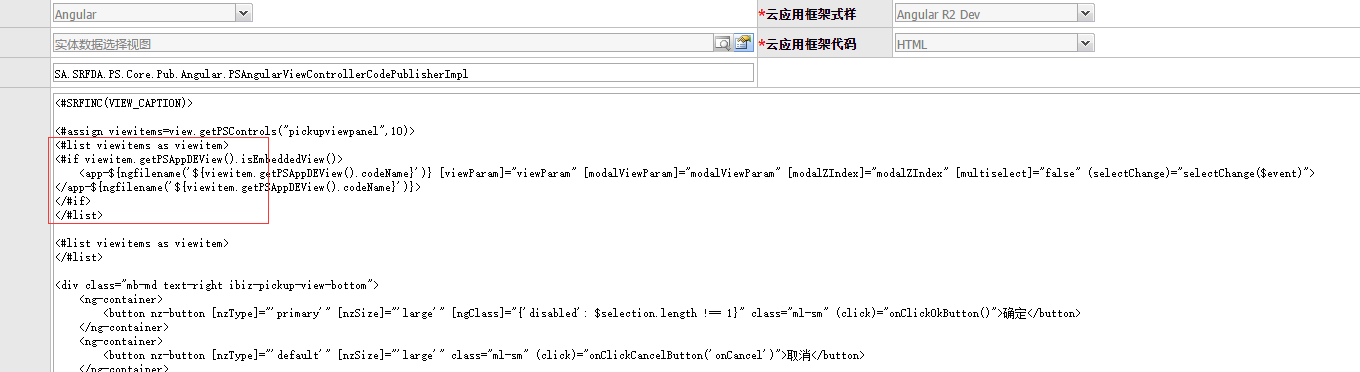 Angular
*云应用框架式样
Angular R2 Dev
实体数据选择视图
*云应用框架代码
HTML
SA.SRFDA.PS.Core.Pub.Angular.PSAngularViewControllerCodePublisherImpl
<#SRFINC(VIEW_CAPTION)>
<#assign viewitems=view.getPSControls("pickupviewpanel",10)>
<#list viewitems as viewitem>
<#if viewitem.getPSAppDEView().isEmbeddedView()>
<app-${ngfilename('${viewitem.getPSAppDEView().codeName}')} [viewParam]="viewParam" [modalViewParam]="modalViewParam" [modalZIndex]="modalZIndex" [multiselect]="false" (selectChange)="selectChange($event)">
</app-${ngfilename('${viewitem.getPSAppDEView().codeName}')}>
</#if>
</#list>
<#list viewitems as viewitem>
</#list>
<div class="mb-md text-right ibiz-pickup-view-bottom">
<ng-container>
<button nz-button [nzType]="'primary'" [nzSize]="'large'" [ngClass]="{'disabled': $selection.length !== 1}" class="ml-sm" (click)="onClickOkButton()">确定</button>
</ng-container>
<ng-container>
<button nz-button [nzType]="'default'" [nzSize]="'large'" class="ml-sm" (click)="onClickCancelButton('onCancel')">取消</button>
</ng-container>